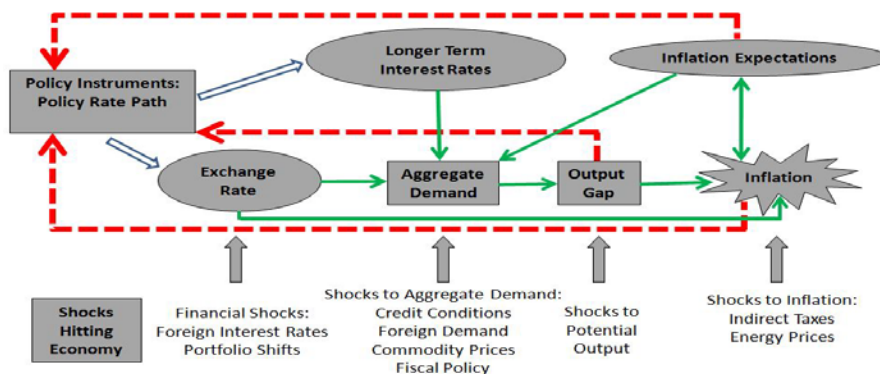 Longer Term
Interest Rates
Inflation Expectations
Policy Instruments:
Policy Rate Path
Exchange
Rate
Aggregate
Demand
Output
Gap
Inflation
Shocks
Hitting
Economy
Financial Shocks:
Foreign Interest Rates
Portfolio Shifts
Shocks to Aggregate Demand:
Credit Conditions
Foreign Demand
Commodity Prices
Fiscal Policy
Shocks to
Potential
Output
Shocks to Inflation:
Indirect Taxes
Energy Prices